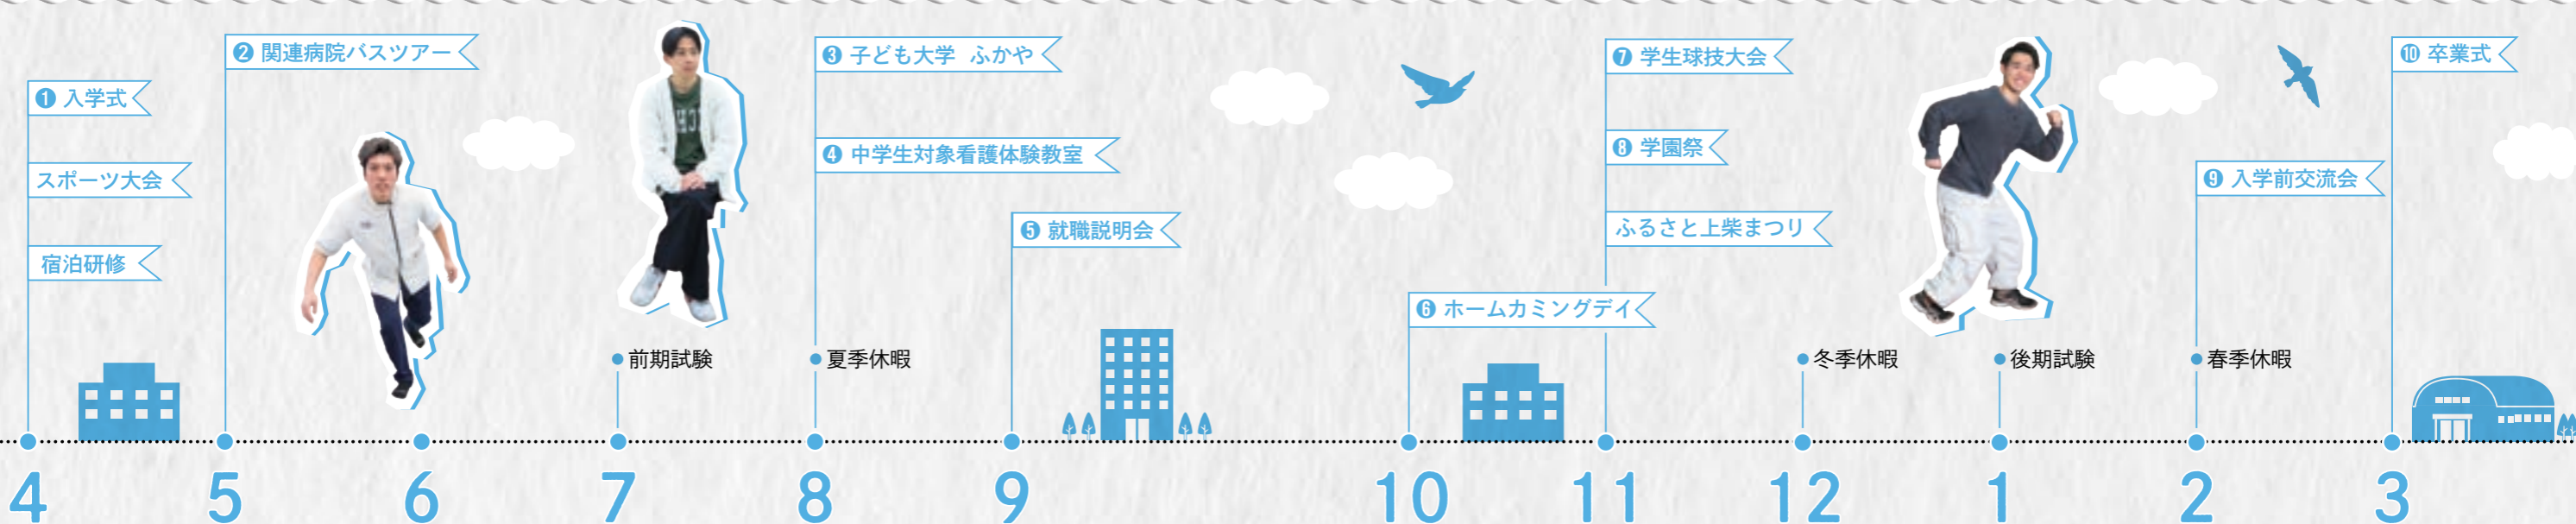 ❶ 入学式
スポーツ大会
宿泊研修
❷ 関連病院バスツアー
前期試験
❸ 子ども大学 ふかや
❹ 中学生対象看護体験教室
夏季休暇
❺ 就職説明会
❻ ホームカミングデイ
❼ 学生球技大会
❽ 学園祭
ふるさと上柴まつり
冬季休暇
後期試験
❾ 入学前交流会
春季休暇
❿ 卒業式
4 5 6 7 8 9 10 11 12 1 2 3